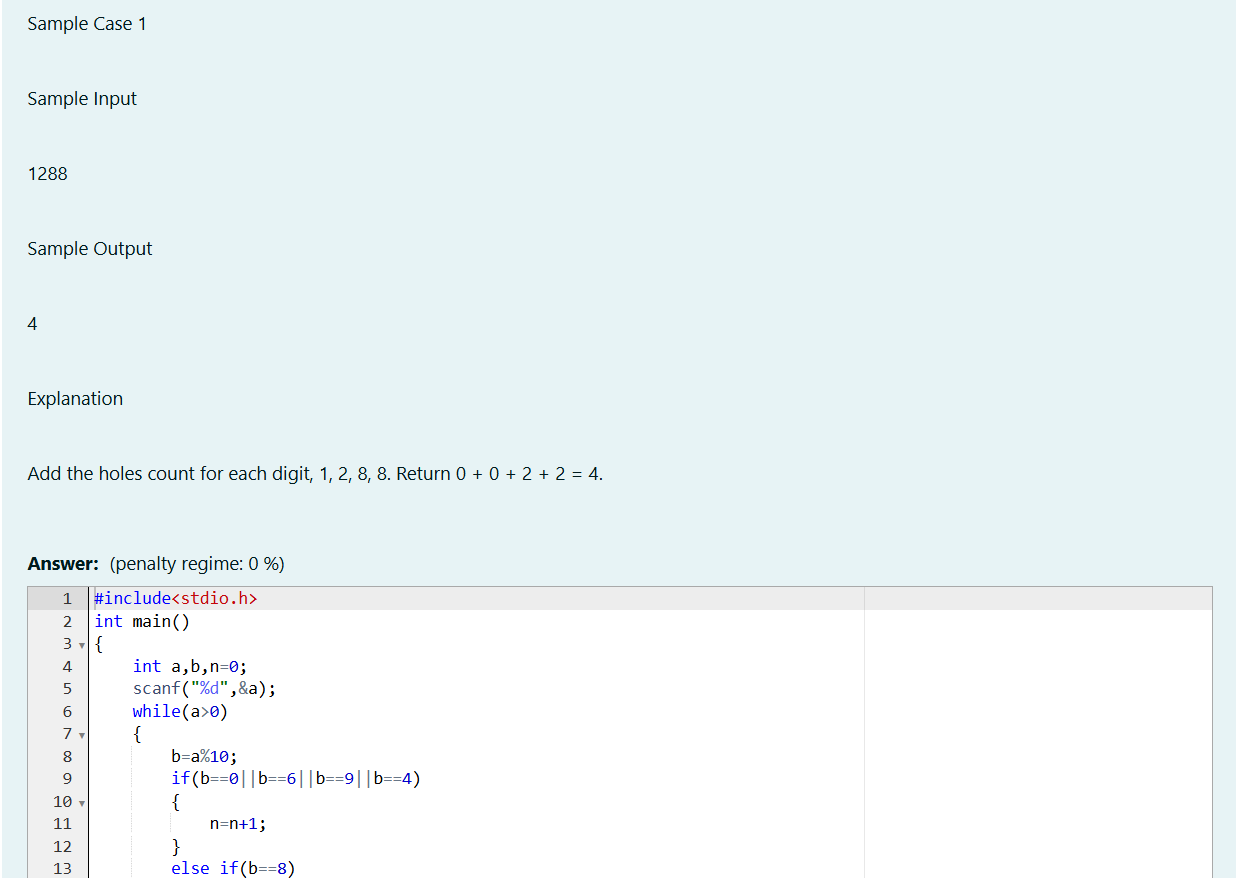 Sample Case 1
Sample Input
1288
Sample Output
4
Explanation
Add the holes count for each digit, 1, 2, 8, 8. Return 0 + 0 + 2 + 2 = 4.
Answer: (penalty regime: 0 %)
1 #include<stdio.h>
2 int main()
3 {
4     int a,b,n=0;
5     scanf("%d",&a);
6     while(a>0)
7     {
8         b=a%10;
9         if(b==0||b==6||b==9||b==4)
10         {
11             n=n+1;
12         }
13         else if(b==8)